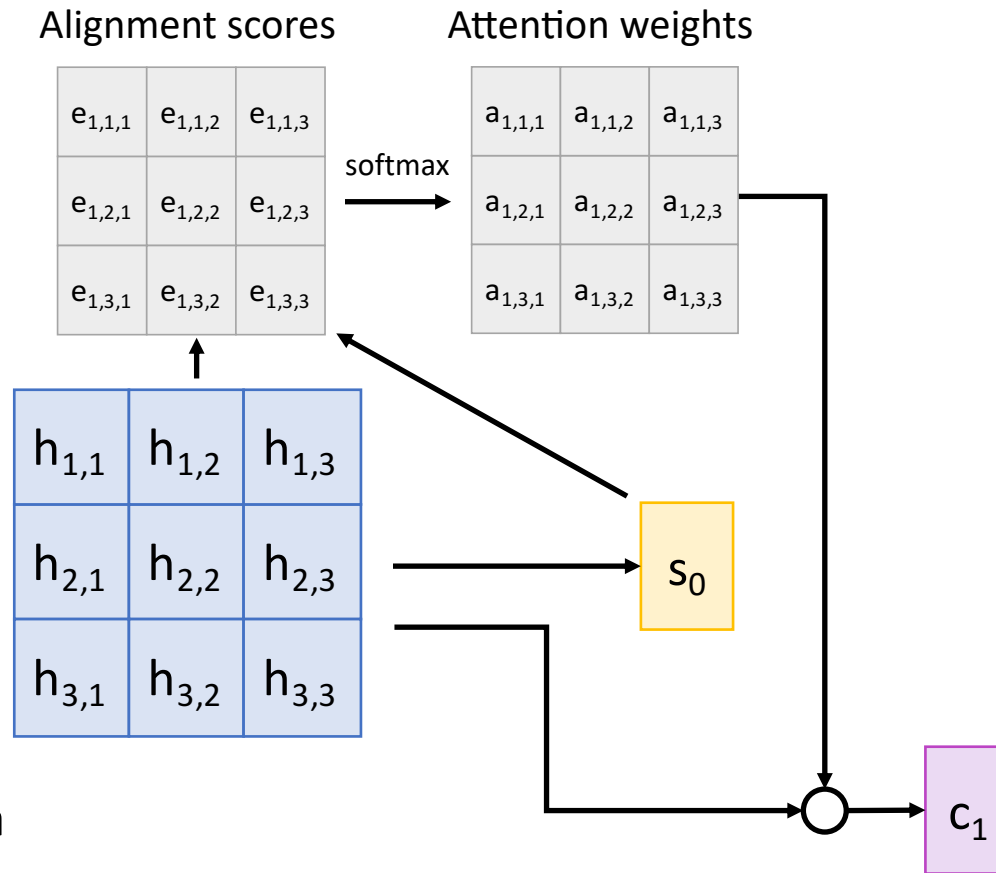 Alignment scores Attention weights
e1,1,1 e1,1,2 e1,1,3 a1,1,1 a1,1,2 a1,1,3
softmax
e1,2,1 e1,2,2 e1,2,3 a1,2,1 a1,2,2 a1,2,3
e1,3,1 e1,3,2 e1,3,3 a1,3,1 a1,3,2 a1,3,3
h1,1 h1,2 h1,3
h2,1 h2,2 h2,3 s0
h3,1 h3,2 h3,3
c1